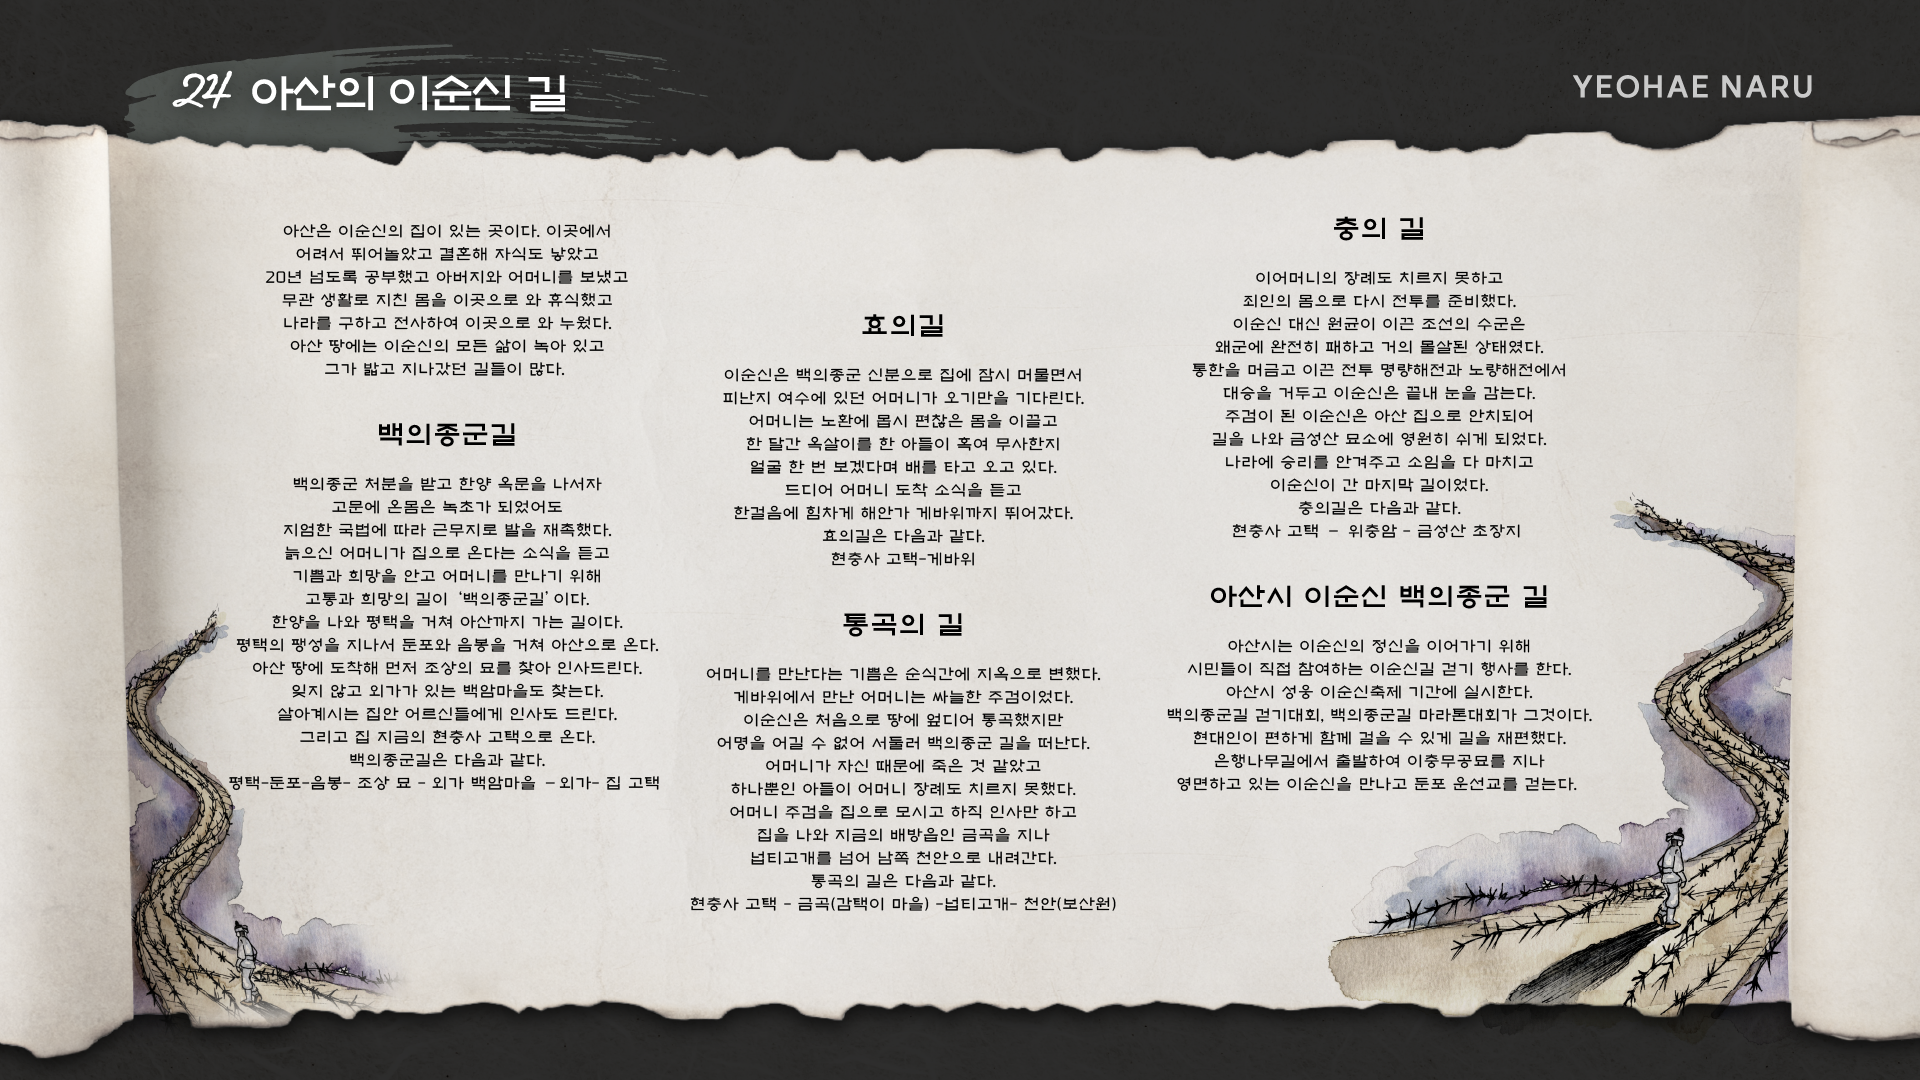 24 아산의 이순신 길
YEOHAE NARU
아산은 이순신의 집이 있는 곳이다. 이곳에서
어려서 뛰어놀았고 결혼해 자식도 낳았고
20년 넘도록 공부했고 아버지와 어머니를 보냈고
무관 생활로 지친 몸을 이곳으로 와 휴식했고
나라를 구하고 전사하여 이곳으로 와 누웠다.
아산 땅에는 이순신의 모든 삶이 녹아 있고
그가 밟고 지나갔던 길들이 많다.
백의종군길
백의종군 처분을 받고 한양 옥문을 나서자
고문에 온몸은 녹초가 되었어도
지엄한 국법에 따라 근무지로 발을 재촉했다.
늙으신 어머니가 집으로 온다는 소식을 듣고
기쁨과 희망을 안고 어머니를 만나기 위해
고통과 희망의 길이 ‘백의종군길’ 이다.
한양을 나와 평택을 거쳐 아산까지 가는 길이다.
평택의 팽성을 지나서 둔포와 음봉을 거쳐 아산으로 온다.
아산 땅에 도착해 먼저 조상의 묘를 찾아 인사드린다.
잊지 않고 외가가 있는 백암마을도 찾는다.
살아계시는 집안 어르신들에게 인사도 드린다.
그리고 집 지금의 현충사 고택으로 온다.
백의종군길은 다음과 같다.
평택-둔포-음봉- 조상 묘 - 외가 백암마을 -외가- 집 고택
효의길
이순신은 백의종군 신분으로 집에 잠시 머물면서
피난지 여수에 있던 어머니가 오기만을 기다린다.
어머니는 노환에 몹시 편찮은 몸을 이끌고
한 달간 옥살이를 한 아들이 혹여 무사한지
얼굴 한 번 보겠다며 배를 타고 오고 있다.
드디어 어머니 도착 소식을 듣고
한걸음에 힘차게 해안가 게바위까지 뛰어갔다.
효의길은 다음과 같다.
현충사 고택-게바위
통곡의 길
어머니를 만난다는 기쁨은 순식간에 지옥으로 변했다.
게바위에서 만난 어머니는 싸늘한 주검이었다.
이순신은 처음으로 땅에 엎디어 통곡했지만
어명을 어길 수 없어 서둘러 백의종군 길을 떠난다.
어머니가 자신 때문에 죽은 것 같았고
하나뿐인 아들이 어머니 장례도 치르지 못했다.
어머니 주검을 집으로 모시고 하직 인사만 하고
집을 나와 지금의 배방읍인 금곡을 지나
넙티고개를 넘어 남쪽 천안으로 내려간다.
통곡의 길은 다음과 같다.
현충사 고택 - 금곡(감택이 마을) -넙티고개- 천안(보산원)
충의 길
이어머니의 장례도 치르지 못하고
죄인의 몸으로 다시 전투를 준비했다.
이순신 대신 원균이 이끈 조선의 수군은
왜군에 완전히 패하고 거의 몰살된 상태였다.
통한을 머금고 이끈 전투 명량해전과 노량해전에서
대승을 거두고 이순신은 끝내 눈을 감는다.
주검이 된 이순신은 아산 집으로 안치되어
길을 나와 금성산 묘소에 영원히 쉬게 되었다.
나라에 승리를 안겨주고 소임을 다 마치고
이순신이 간 마지막 길이었다.
충의길은 다음과 같다.
현충사 고택 - 위충암 - 금성산 초장지
아산시 이순신 백의종군 길
아산시는 이순신의 정신을 이어가기 위해
시민들이 직접 참여하는 이순신길 걷기 행사를 한다.
아산시 성웅 이순신축제 기간에 실시한다.
백의종군길 걷기대회, 백의종군길 마라톤대회가 그것이다.
현대인이 편하게 함께 걸을 수 있게 길을 재편했다.
은행나무길에서 출발하여 이충무공묘를 지나
영면하고 있는 이순신을 만나고 둔포 운선교를 걷는다.